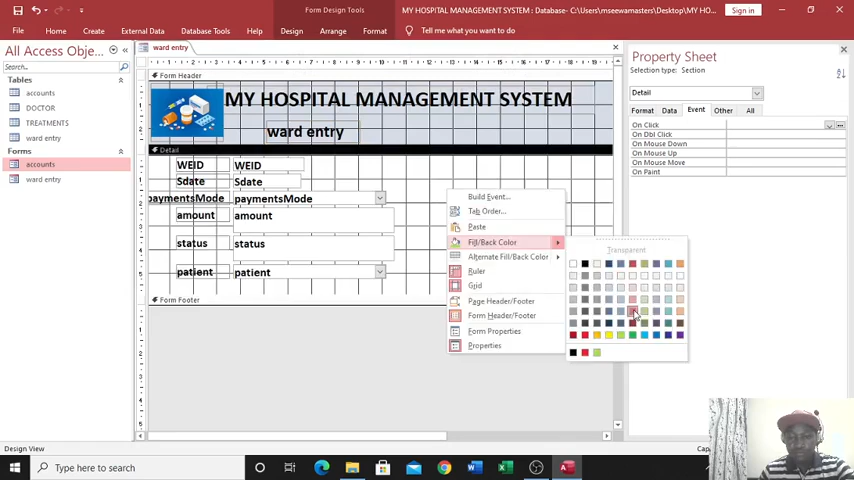 Form Design Tools
MY HOSPITAL MANAGEMENT SYSTEM : Database- C:\Users\mseewamasters\Desktop\MY HO...
Sign in
File
Home
Create
External Data
Database Tools
Help
Design
Arrange
Format
Tell me what you want to do
All Access Obje...
Search...
Tables
accounts
DOCTOR
TREATMENTS
ward entry
Forms
accounts
ward entry
ward entry
Form Header
MY HOSPITAL MANAGEMENT SYSTEM
ward entry
Detail
WEID
WEID
Sdate
Sdate
paymentsMode
paymentsMode
amount
amount
status
status
patient
patient
Form Footer
Build Event...
Tab Order...
Paste
Fill/Back Color
Alternate Fill/Back Color
Ruler
Grid
Page Header/Footer
Form Header/Footer
Form Properties
Properties
Transparent
Property Sheet
Selection type: Section
Detail
Format
Data
Event
Other
All
On Click
On Dbl Click
On Mouse Down
On Mouse Up
On Mouse Move
On Paint
Design View
Type here to search